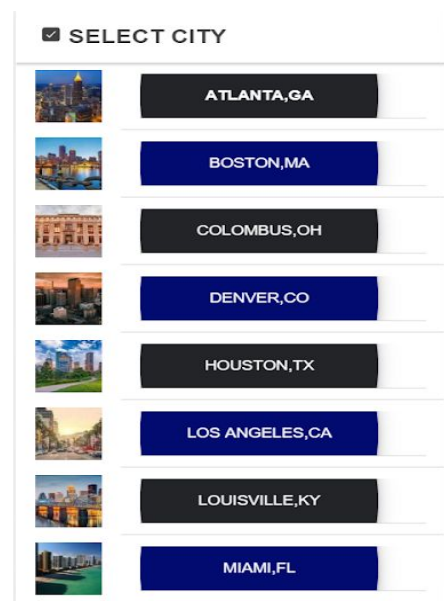 SELECT CITY
ATLANTA,GA
BOSTON,MA
COLOMBUS,OH
DENVER,CO
HOUSTON,TX
LOS ANGELES,CA
LOUISVILLE,KY
MIAMI,FL